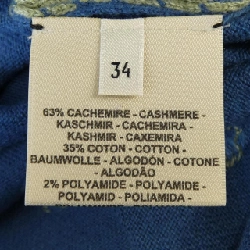 34
63% CACHEMIRE - CASHMERE -
KASCHMIR - CACHEMIRA -
KASHMIR - CAXEMIRA
35% COTON - COTTON -
BAUMWOLLE - ALGODÓN - COTONE
- ALGODÃO
2% POLYAMIDE - POLYAMIDE -
POLYAMID - POLIAMIDA -